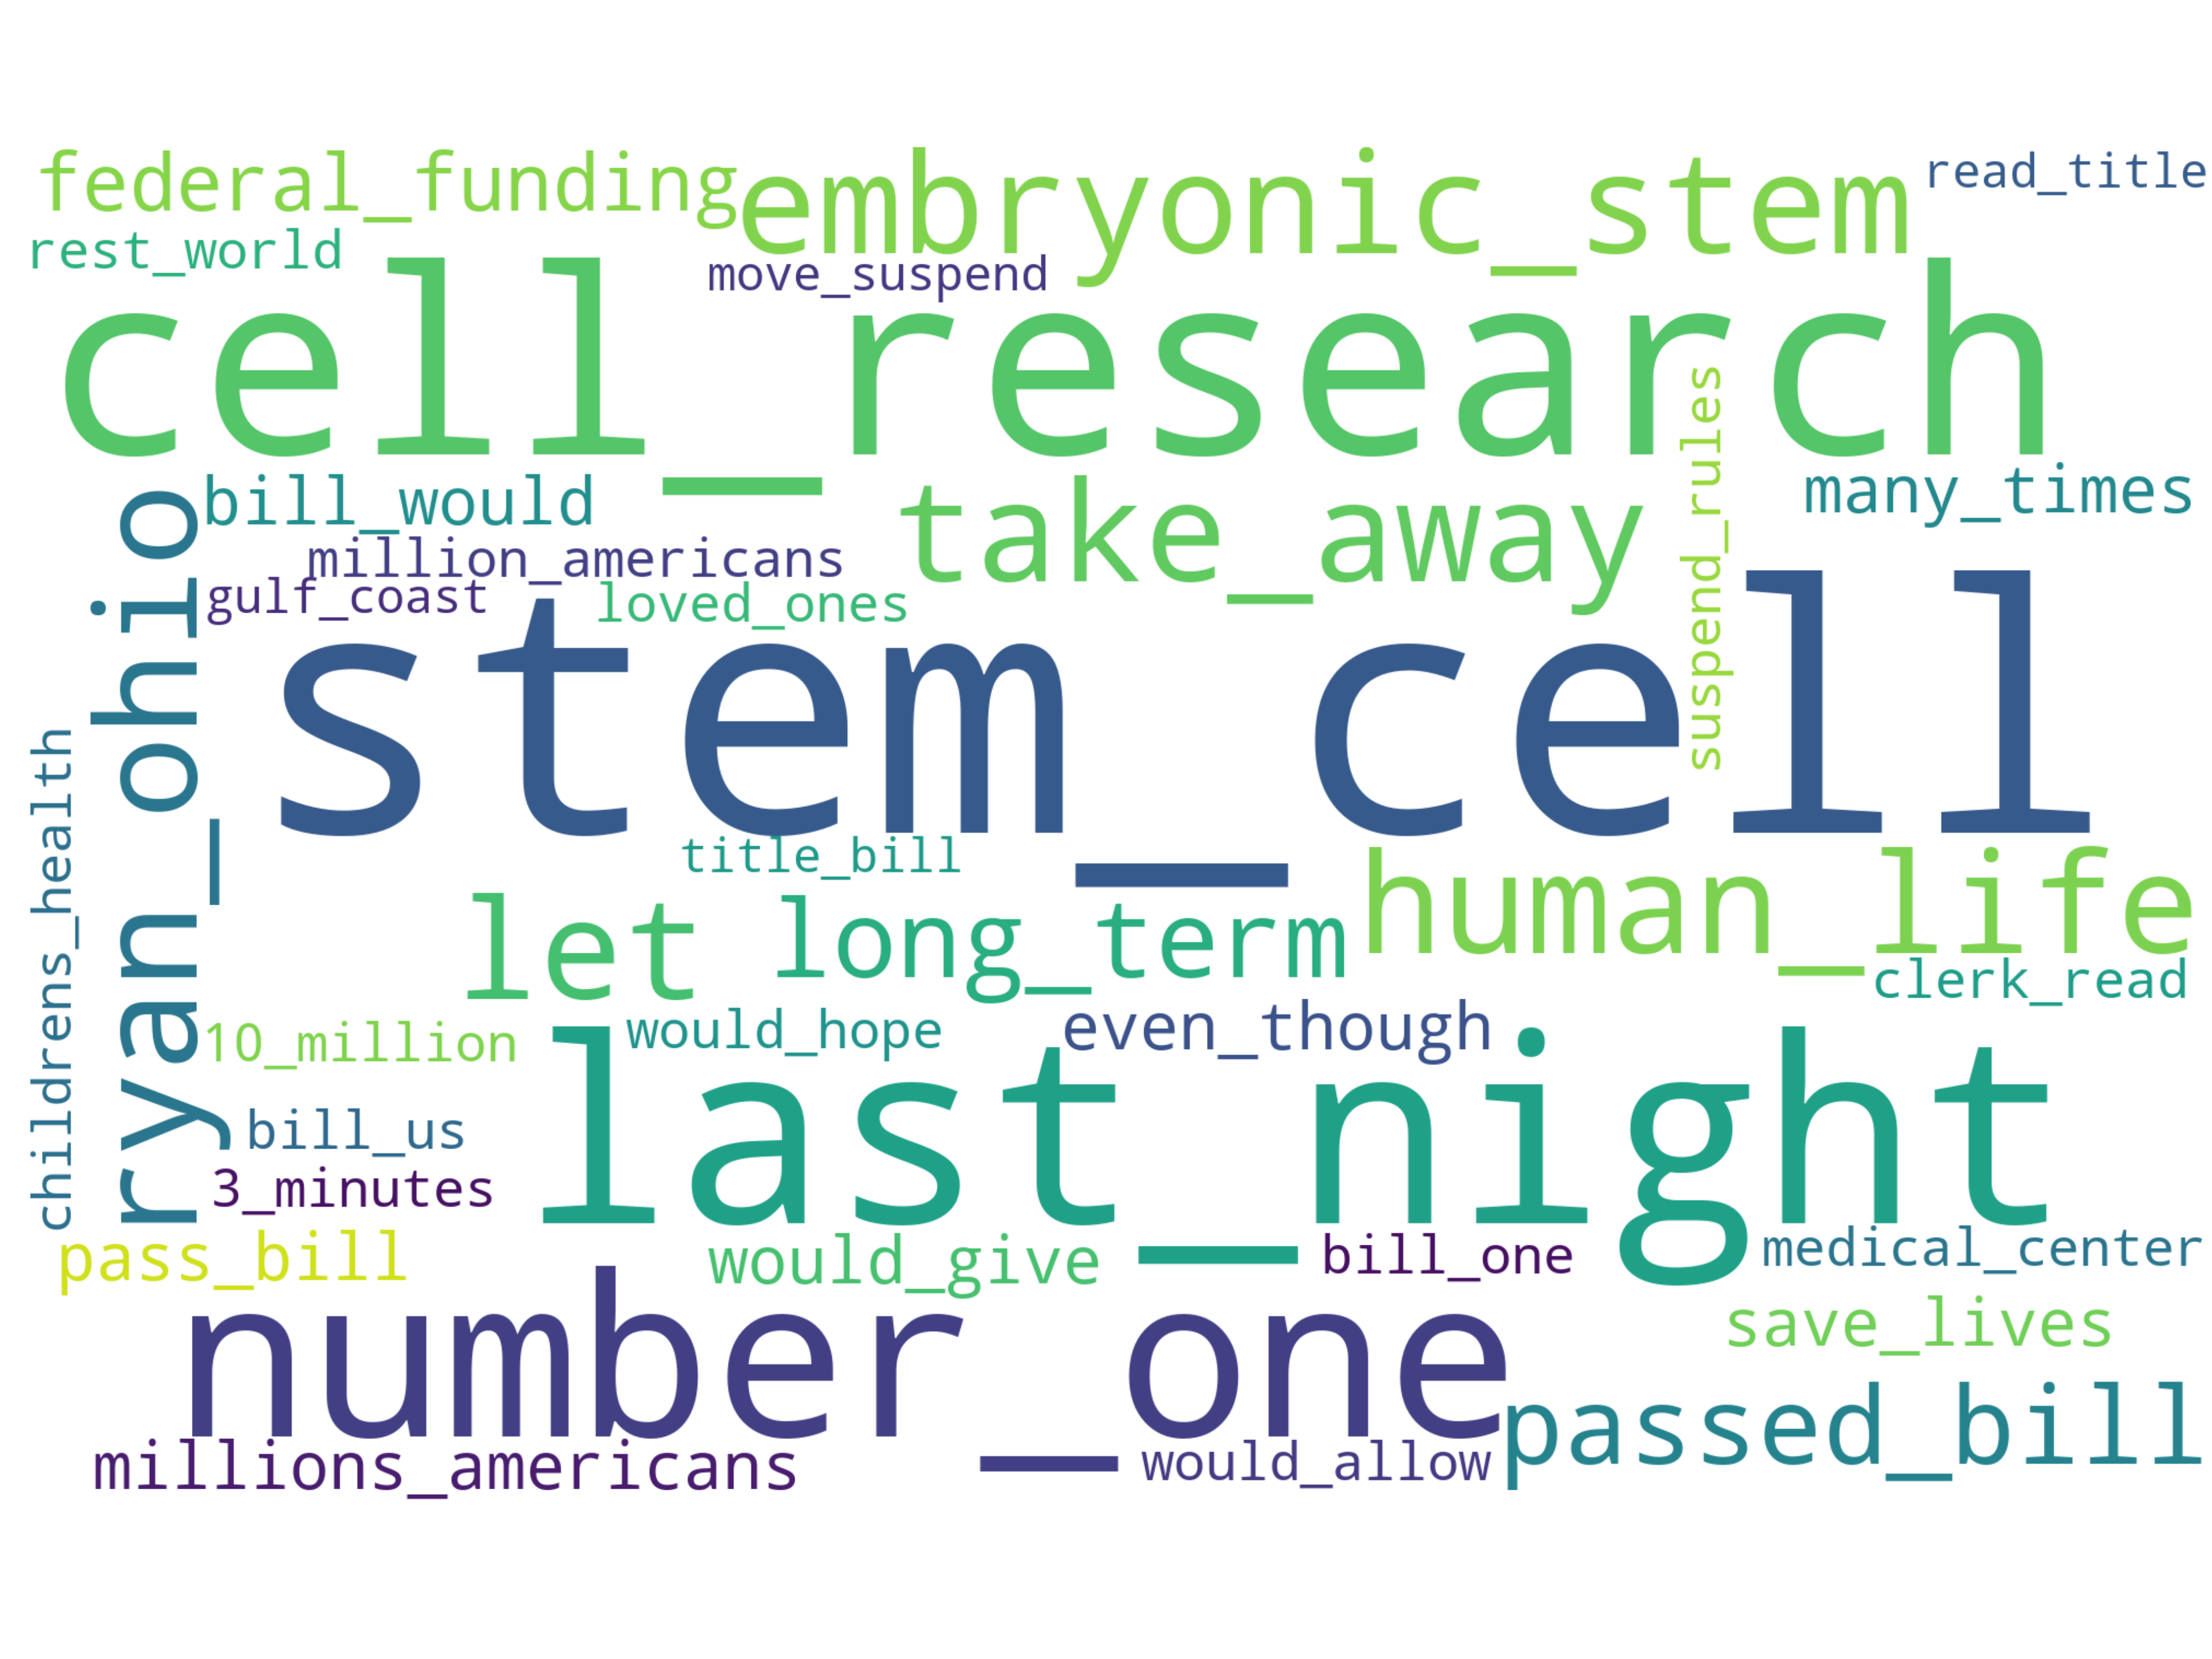 federal_funding
embryonic_stem
read_title
rest_world
move_suspend
cell_research
suspend_rules
bill_would
take_away
many_times
million_americans
gulf_coast
loved_ones
ryan_ohio
stem_cell
childrens_health
title_bill
let
long_term
human_life
clerk_read
10_million
would_hope
even_though
last_night
bill_us
3_minutes
pass_bill
would_give
bill_one
medical_center
number_one
save_lives
passed_bill
millions_americans
would_allow